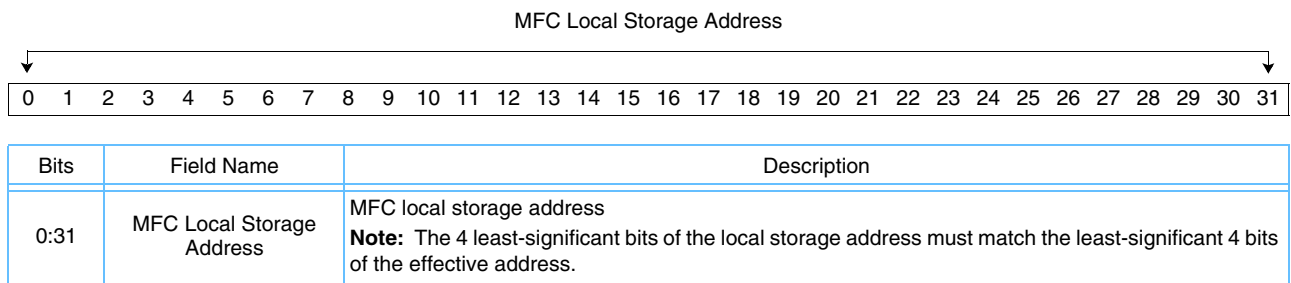 MFC Local Storage Address
0 1 2 3 4 5 6 7 8 9 10 11 12 13 14 15 16 17 18 19 20 21 22 23 24 25 26 27 28 29 30 31
Bits Field Name Description
0:31
MFC Local Storage
Address
MFC local storage address
Note: The 4 least-significant bits of the local storage address must match the least-significant 4 bits
of the effective address.